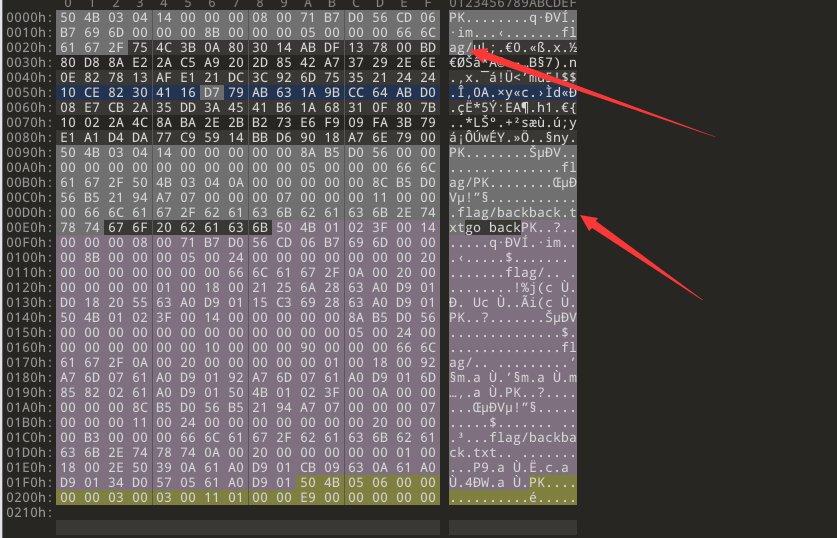 0 1 2 3 4 5 6 7 8 9 A B C D E F 0123456789ABCDEF
0000h: 50 4B 03 04 14 00 00 00 08 00 71 B7 D0 56 CD 06 PK........q·ÐVÍ.
0010h: B7 69 6D 00 00 00 8B 00 00 00 05 00 00 00 66 6C ·im...‹.......fl
0020h: 61 67 2F 75 4C 3B 0A 80 30 14 AB DF 13 78 00 BD ag/uL;.€0.«ß.x.½
0030h: 80 D8 8A E2 2A C5 A9 20 2D 85 42 A7 37 29 2E 6E
0040h: 0E 82 78 13 AF E1 21 DC 3C 92 6D 75 35 21 24 24
0050h: 10 CE 82 30 41 16 D7 79 AB 63 1A 9B CC 64 AB D0 .Î‚0A.×y«c.›Ìd«Ð
0060h: 08 E7 CB 2A 35 DD 3A 45 41 B6 1A 68 31 0F 80 7B .çË*5Ý:EA¶.h1.€{
0070h: 10 02 2A 4C 8A BA 2E 2B B2 73 E6 F9 09 FA 3B 79 ..*LŠº.+²sæù.ú;y
0080h: E1 A1 D4 DA 77 C9 59 14 BB D6 90 18 A7 6E 79 00 á¡ÔÚwÉY.»Ö..§ny.
0090h: 50 4B 03 04 14 00 00 00 00 00 8A B5 D0 56 00 00 PK........ŠµÐV..
00A0h: 00 00 00 00 00 00 00 00 00 00 05 00 00 00 66 6C ..............fl
00B0h: 61 67 2F 50 4B 03 04 0A 00 00 00 00 00 8C B5 D0 ag/PK........ŒµÐ
00C0h: 56 B5 21 94 A7 07 00 00 00 07 00 00 00 11 00 00 Vµ!”§...........
00D0h: 00 66 6C 61 67 2F 62 61 63 6B 62 61 63 6B 2E 74 .flag/backback.t
00E0h: 78 74 67 6F 20 62 61 63 6B 50 4B 01 02 3F 00 14 xtgo backPK..?..
00F0h: 00 00 00 08 00 71 B7 D0 56 CD 06 B7 69 6D 00 00 .....q·ÐVÍ.·im..
0100h: 00 8B 00 00 00 05 00 24 00 00 00 00 00 00 00 20 .‹.....$.......
0110h: 00 00 00 00 00 00 00 66 6C 61 67 2F 0A 00 20 00 .......flag/.. .
0120h: 00 00 00 00 01 00 18 00 21 25 6A 28 63 A0 D9 01 ........!%j(c Ù.
0130h: D0 18 20 55 63 A0 D9 01 15 C3 69 28 63 A0 D9 01 Ð. Uc Ù..Ãi(c Ù.
0140h: 50 4B 01 02 3F 00 14 00 00 00 00 00 8A B5 D0 56 PK..?.......ŠµÐV
0150h: 00 00 00 00 00 00 00 00 00 00 00 00 05 00 24 00 ..............$.
0160h: 00 00 00 00 00 00 10 00 00 00 90 00 00 00 66 6C ..............fl
0170h: 61 67 2F 0A 00 20 00 00 00 00 00 01 00 18 00 92 ag/.. .........’
0180h: A7 6D 07 61 A0 D9 01 92 A7 6D 07 61 A0 D9 01 6D §m.a Ù.’§m.a Ù.m
0190h: 85 82 02 61 A0 D9 01 50 4B 01 02 3F 00 0A 00 00 …‚.a Ù.PK..?....
01A0h: 00 00 00 8C B5 D0 56 B5 21 94 A7 07 00 00 00 07 ...ŒµÐVµ!”§.....
01B0h: 00 00 00 11 00 24 00 00 00 00 00 00 00 20 00 00 .....$....... ..
01C0h: 00 B3 00 00 00 66 6C 61 67 2F 62 61 63 6B 62 61 .³...flag/backba
01D0h: 63 6B 2E 74 78 74 0A 00 20 00 00 00 00 00 01 00 ck.txt.. .......
01E0h: 18 00 2E 50 39 0A 61 A0 D9 01 CB 09 63 0A 61 A0 ...P9.a Ù.Ë.c.a
01F0h: D9 01 34 D0 57 05 61 A0 D9 01 50 4B 05 06 00 00 Ù.4ÐW.a Ù.PK....
0200h: 00 00 03 00 03 00 11 01 00 00 E9 00 00 00 00 00 ..........é.....
0210h: